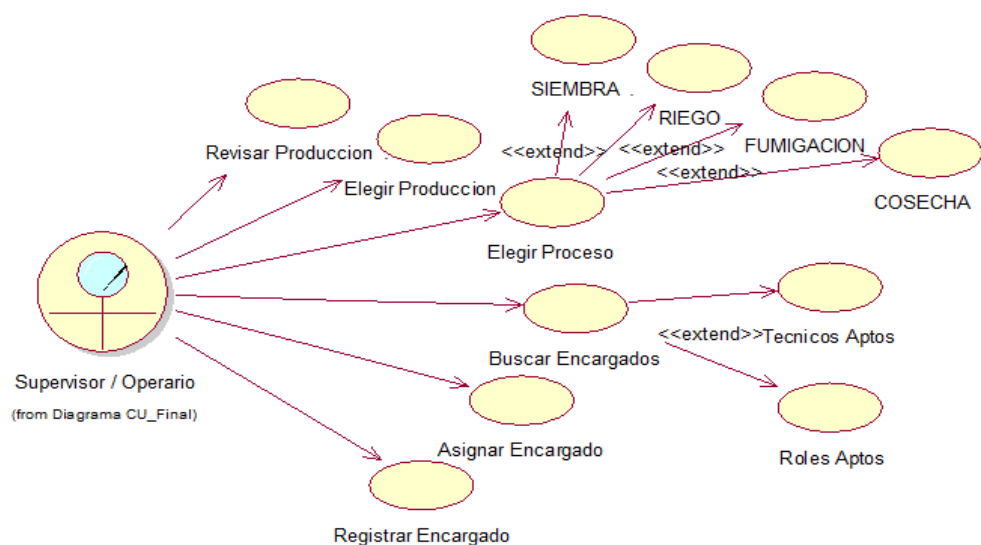 SIEMBRA .
RIEGO
FUMIGACION
COSECHA
Revisar Produccion .
Elegir Produccion
<<extend>>
<<extend>>
<<extend>>
Elegir Proceso
Buscar Encargados
<<extend>>
Tecnicos Aptos
Supervisor / Operario
(from Diagrama CU_Final)
Asignar Encargado
Roles Aptos
Registrar Encargado